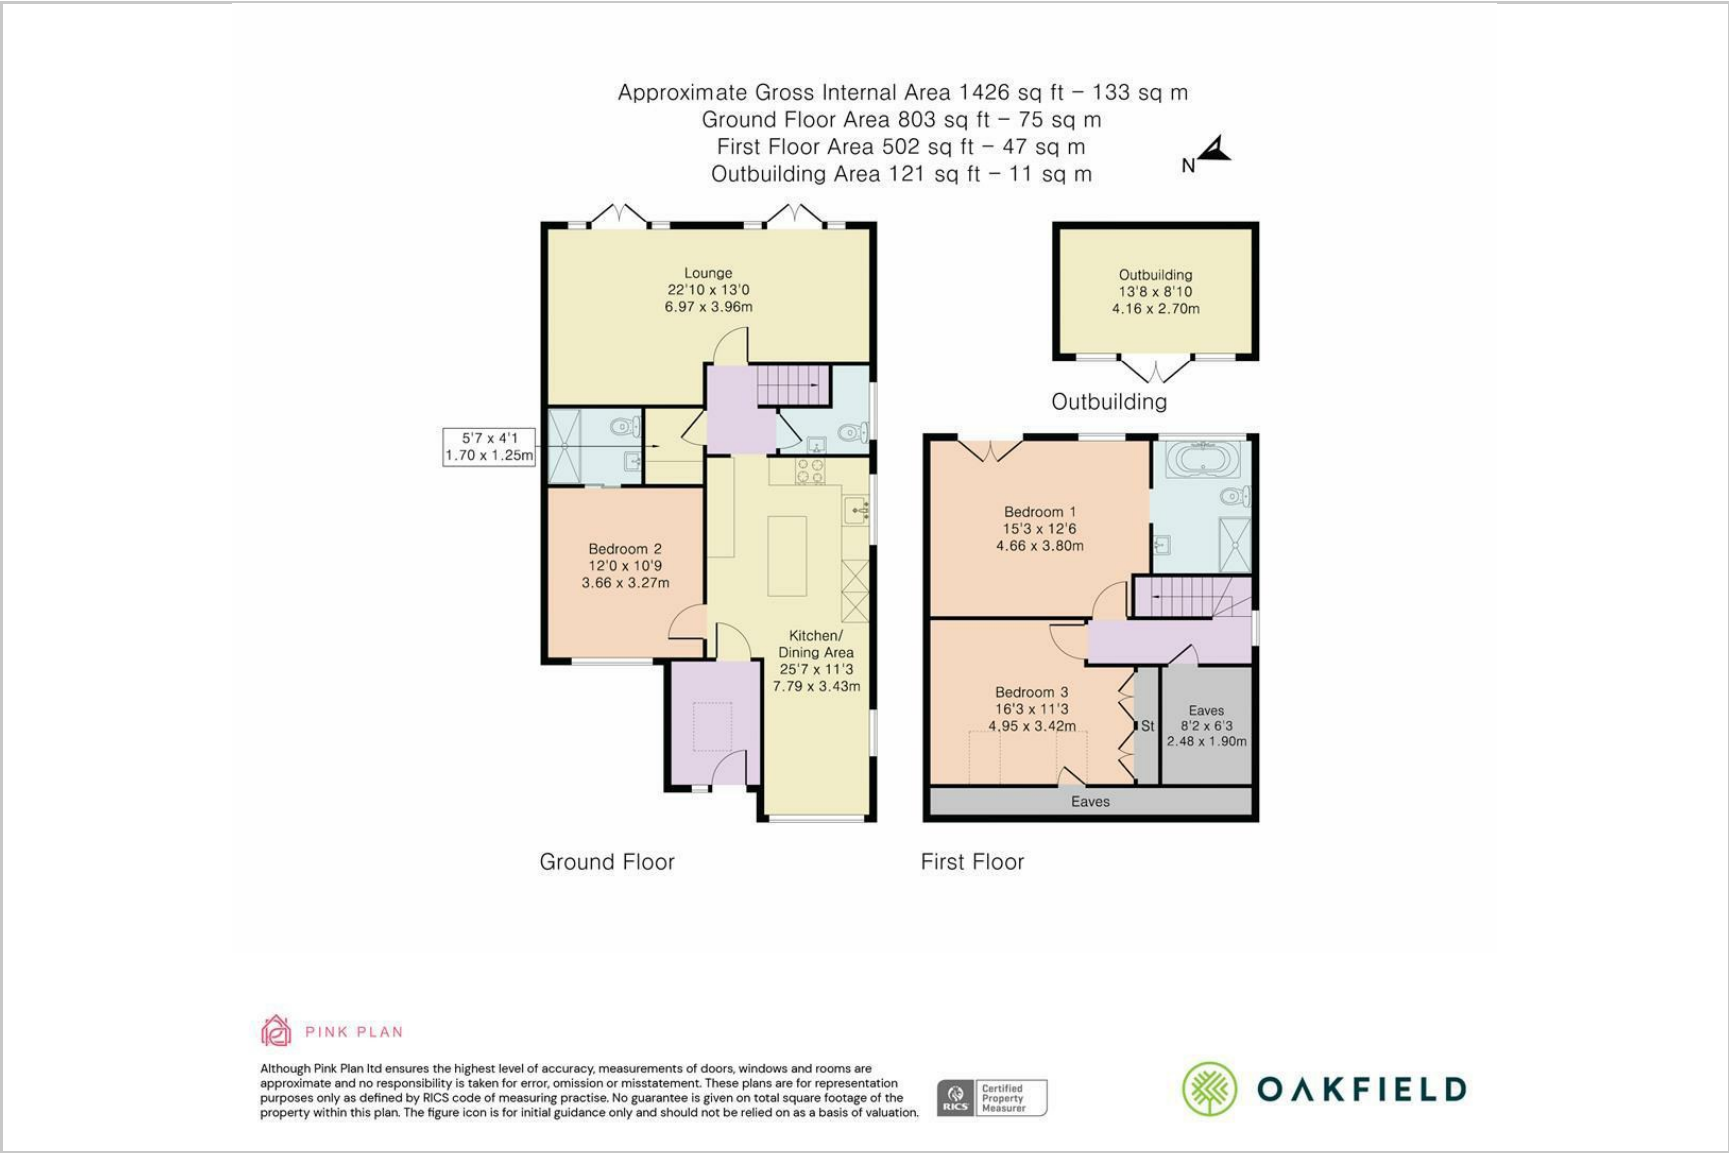 Approximate Gross Internal Area 1426 sq ft – 133 sq m
Ground Floor Area 803 sq ft – 75 sq m
First Floor Area 502 sq ft – 47 sq m
Outbuilding Area 121 sq ft – 11 sq m
N
Lounge
22'10 x 13'0
6.97 x 3.96m
Outbuilding
13'8 x 8'10
4.16 x 2.70m
Outbuilding
5'7 x 4'1
1.70 x 1.25m
Bedroom 2
12'0 x 10'9
3.66 x 3.27m
Kitchen/
Dining Area
25'7 x 11'3
7.79 x 3.43m
Bedroom 1
15'3 x 12'6
4.66 x 3.80m
Bedroom 3
16'3 x 11'3
4.95 x 3.42m
St
Eaves
8'2 x 6'3
2.48 x 1.90m
Eaves
Ground Floor
First Floor
PINK PLAN
Although Pink Plan ltd ensures the highest level of accuracy, measurements of doors, windows and rooms are
approximate and no responsibility is taken for error, omission or misstatement. These plans are for representation
purposes only as defined by RICS code of measuring practise. No guarantee is given on total square footage of the
property within this plan. The figure icon is for initial guidance only and should not be relied on as a basis of valuation.
RICS
Certified
Property
Measurer
OAKFIELD